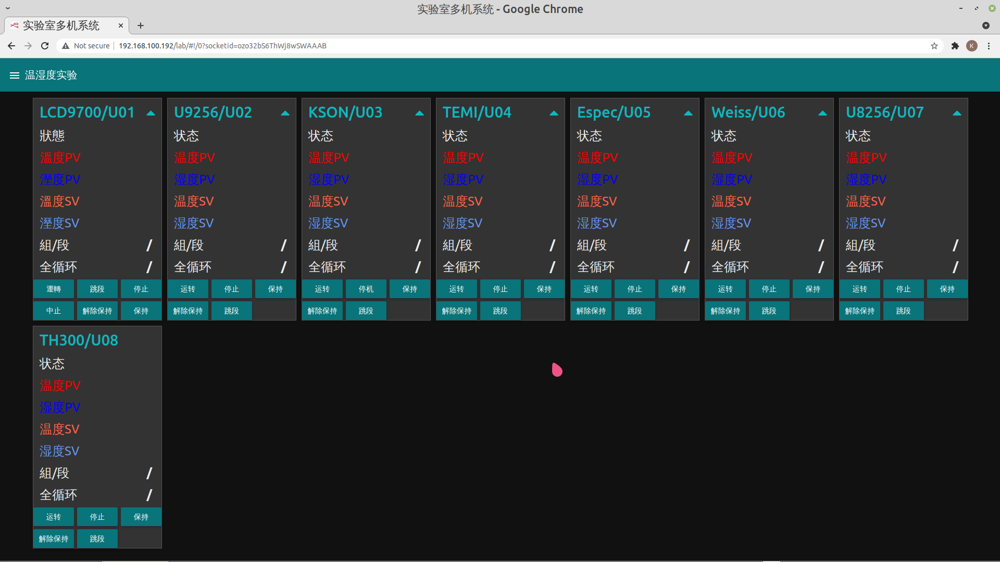 实验室多机系统 - Google Chrome
实验室多机系统
Not secure 192.168.100.192/lab/#!/0?socketid=ozo32bS6ThWj8wSWAAAB
K
温湿度实验
LCD9700/U01
狀態
溫度PV
溼度PV
溫度SV
溼度SV
組/段 /
全循环 /
運轉 跳段 停止
中止 解除保持 保持
U9256/U02
状态
温度PV
湿度PV
温度SV
湿度SV
組/段 /
全循环 /
运转 停止 保持
解除保持 跳段
KSON/U03
状态
温度PV
湿度PV
温度SV
湿度SV
組/段 /
全循环 /
运转 停机 保持
解除保持 跳段
TEMI/U04
状态
温度PV
湿度PV
温度SV
湿度SV
組/段 /
全循环 /
运转 停止 保持
解除保持 跳段
Espec/U05
状态
温度PV
湿度PV
温度SV
湿度SV
組/段 /
全循环 /
运转 停止 保持
解除保持 跳段
Weiss/U06
状态
温度PV
湿度PV
温度SV
湿度SV
組/段 /
全循环 /
运转 停止 保持
解除保持 跳段
U8256/U07
状态
温度PV
湿度PV
温度SV
湿度SV
組/段 /
全循环 /
运转 停止 保持
解除保持 跳段
TH300/U08
状态
温度PV
湿度PV
温度SV
湿度SV
組/段 /
全循环 /
运转 停止 保持
解除保持 跳段